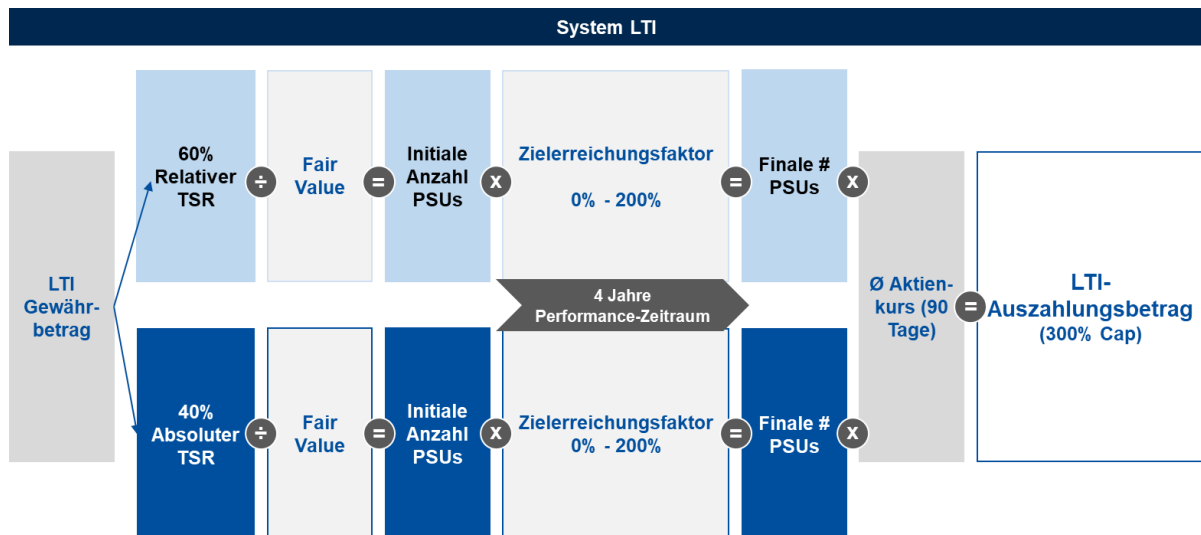 System LTI
LTI
Gewähr-
betrag
60%
Relativer
TSR
÷
Fair
Value
=
Initiale
Anzahl
PSUs
x
Zielerreichungsfaktor
0% - 200%
=
Finale #
PSUs
x
4 Jahre
Performance-Zeitraum
40%
Absoluter
TSR
÷
Fair
Value
=
Initiale
Anzahl
PSUs
x
Zielerreichungsfaktor
0% - 200%
=
Finale #
PSUs
x
Ø Aktien-
kurs (90
Tage)
=
LTI-
Auszahlungsbetrag
(300% Cap)